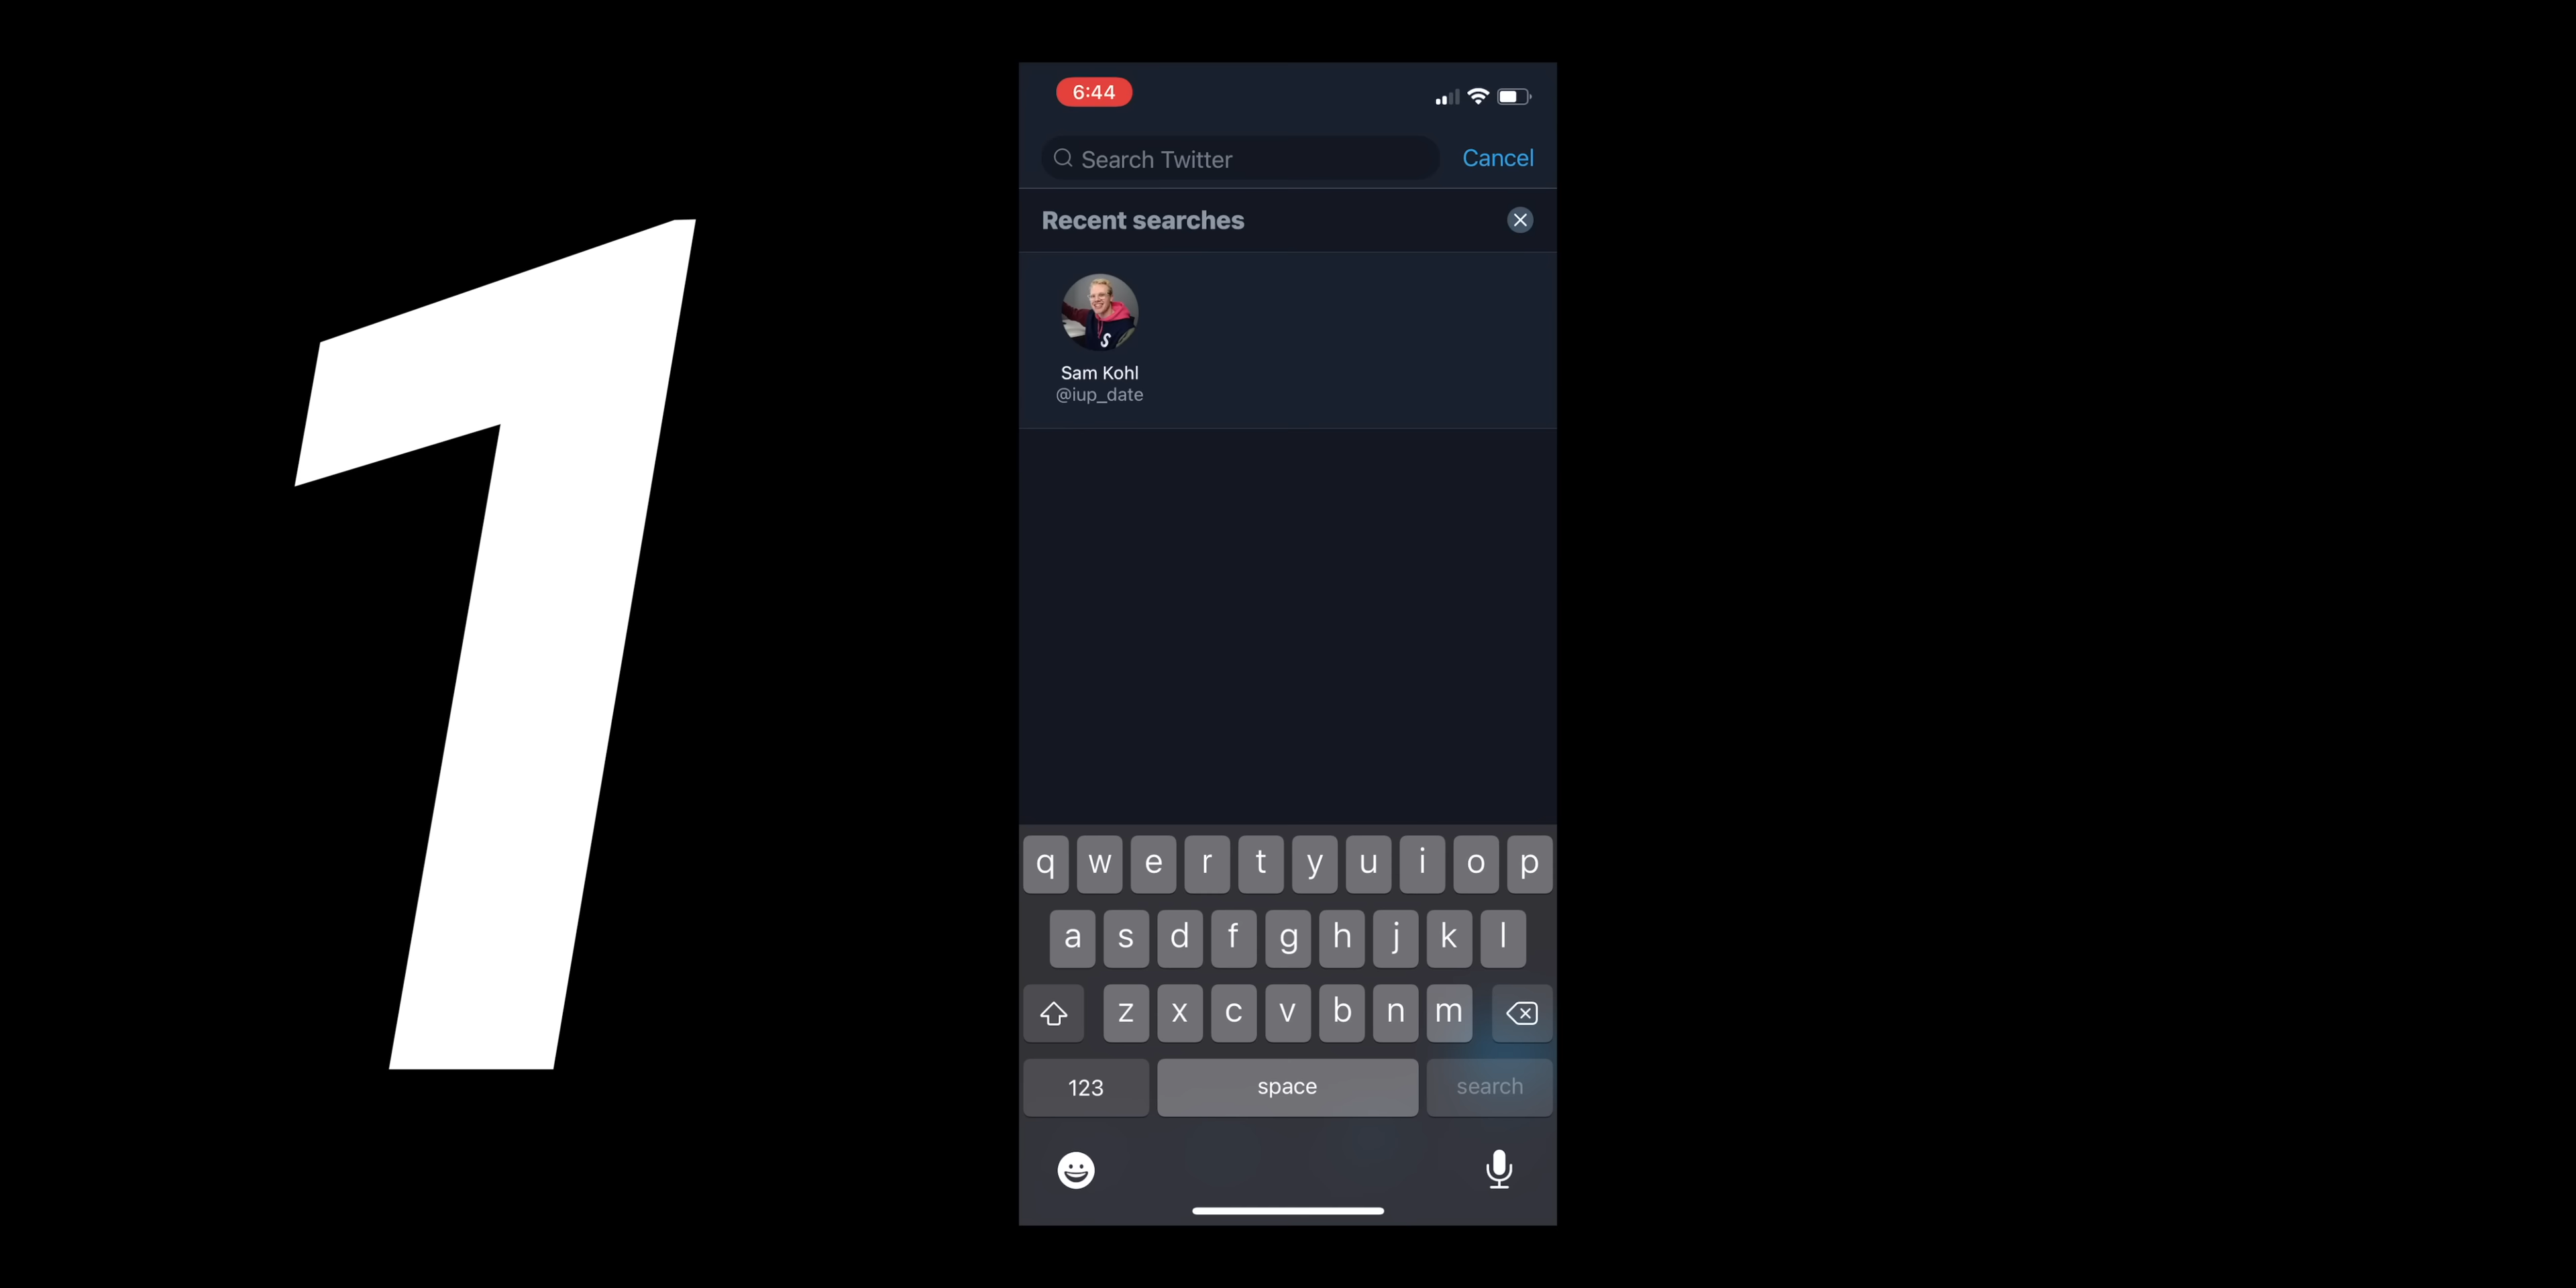 1
6:44
Search Twitter
Cancel
Recent searches
Sam Kohl
@iup_date
q w e r t y u i o p
a s d f g h j k l
z x c v b n m
123 space search